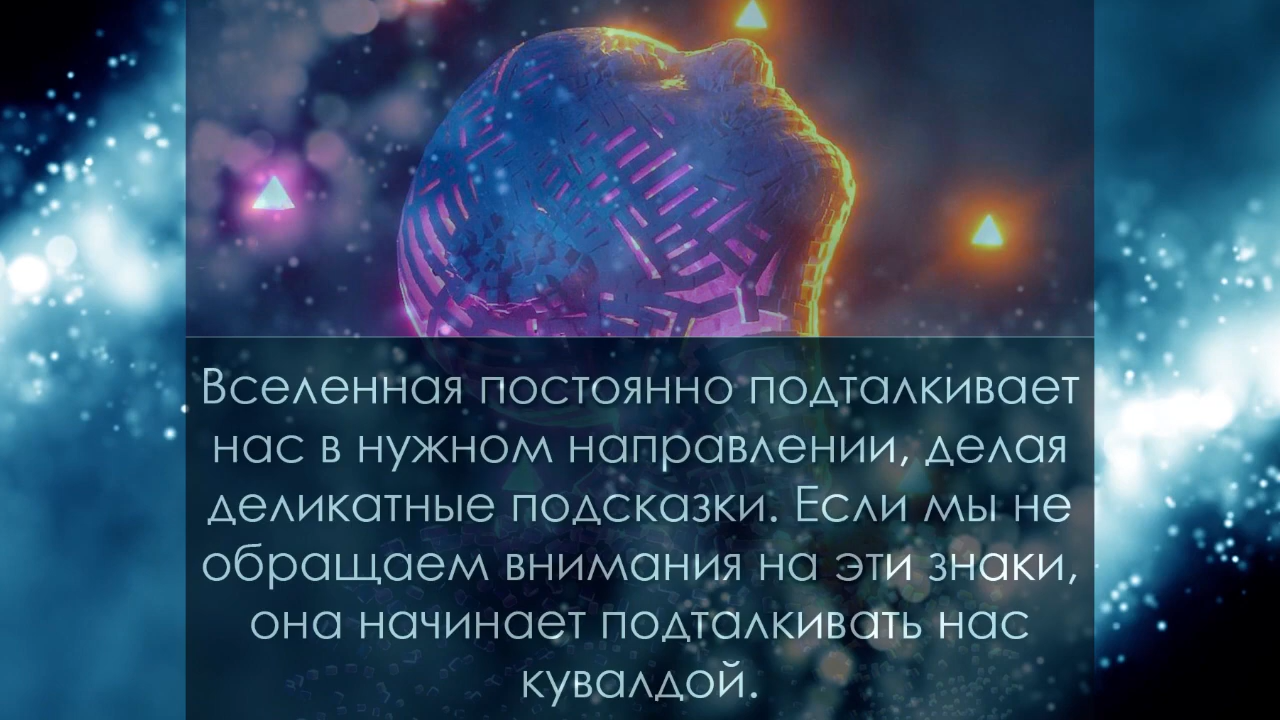 Вселенная постоянно подталкивает
нас в нужном направлении, делая
деликатные подсказки. Если мы не
обращаем внимания на эти знаки,
она начинает подталкивать нас
кувалдой.